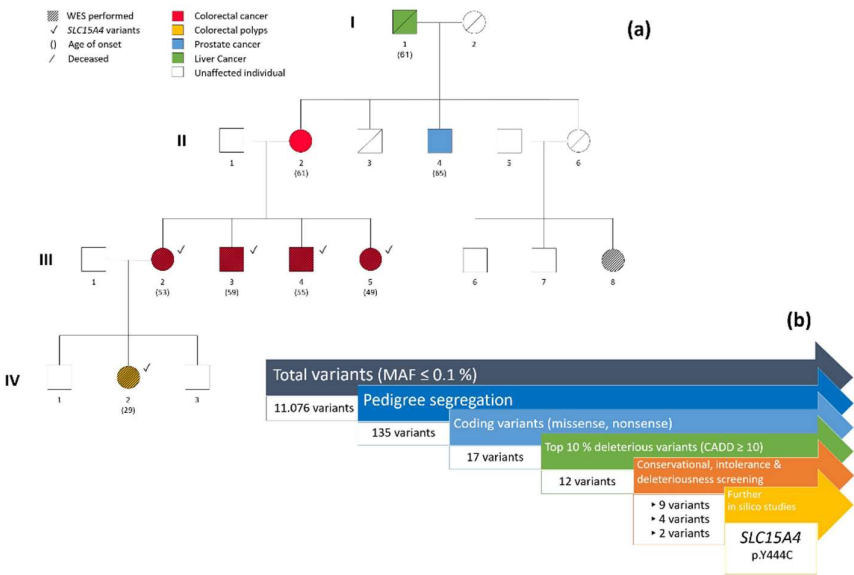 WES performed
✓ SLC15A4 variants
() Age of onset
/ Deceased
Colorectal cancer
Colorectal polyps
Prostate cancer
Liver Cancer
Unaffected individual
(a)
I
1
(61)
2
II
1
2
(61)
3
4
(65)
5
6
III
1
2
(53)
✓
3
(59)
✓
4
(55)
✓
5
(49)
✓
6
7
8
IV
1
2
(29)
✓
3
(b)
Total variants (MAF ≤ 0.1 %)
11.076 variants
Pedigree segregation
135 variants
Coding variants (missense, nonsense)
17 variants
Top 10 % deleterious variants (CADD ≥ 10)
12 variants
Conservational, intolerance &
deleteriousness screening
‣ 9 variants
‣ 4 variants
‣ 2 variants
Further
in silico studies
SLC15A4
p.Y444C